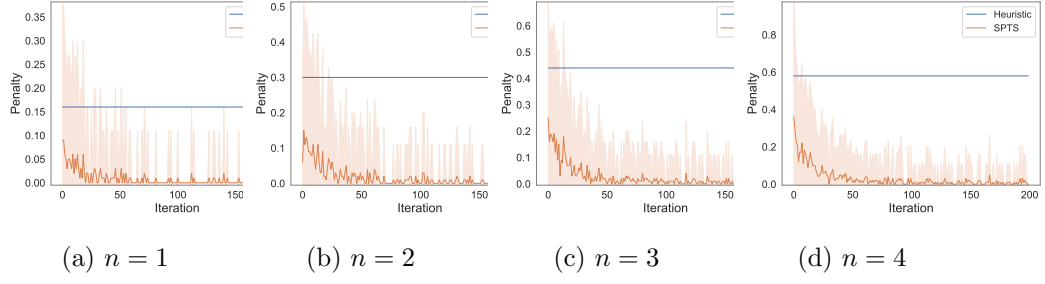 0.35
0.30
0.25
0.20
0.15
0.10
0.05
0.00
Penalty
0 50 100 150
Iteration
(a) n = 1
0.5
0.4
0.3
0.2
0.1
0.0
Penalty
0 50 100 150
Iteration
(b) n = 2
0.6
0.5
0.4
0.3
0.2
0.1
0.0
Penalty
0 50 100 150
Iteration
(c) n = 3
0.8
0.6
0.4
0.2
0.0
Penalty
Heuristic
SPTS
0 50 100 150 200
Iteration
(d) n = 4